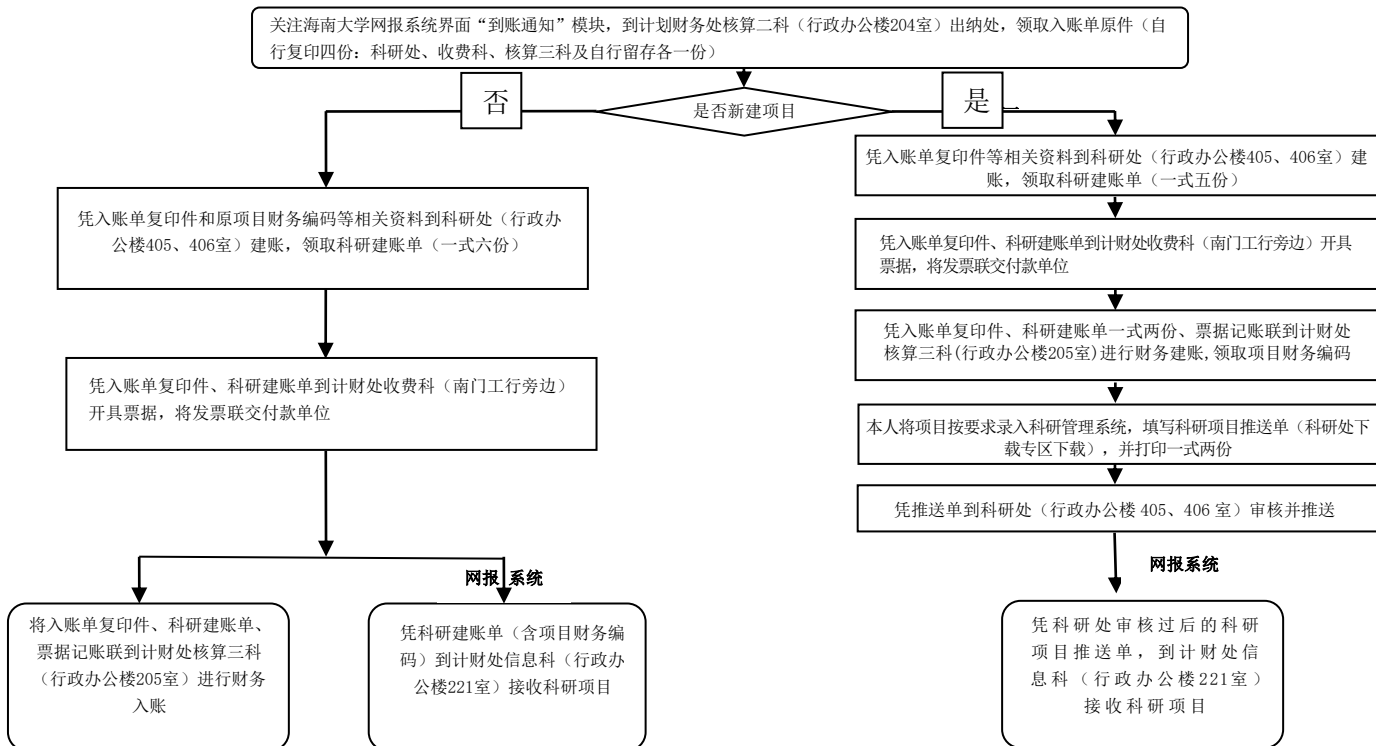 关注海南大学网报系统界面“到账通知”模块，到计划财务处核算二科（行政办公楼204室）出纳处，领取入账单原件（自
行复印四份：科研处、收费科、核算三科及自行留存各一份）
否
是否新建项目
是
凭入账单复印件和原项目财务编码等相关资料到科研处（行政办
公楼405、406室）建账，领取科研建账单（一式六份）
凭入账单复印件、科研建账单到计财处收费科（南门工行旁边）
开具票据，将发票联交付款单位
网报 系统
将入账单复印件、科研建账单、
票据记账联到计财处核算三科
（行政办公楼205室）进行财务
入账
凭科研建账单（含项目财务编
码）到计财处信息科（行政办
公楼221室）接收科研项目
凭入账单复印件等相关资料到科研处（行政办公楼405、406室）建
账，领取科研建账单（一式五份）
凭入账单复印件、科研建账单到计财处收费科（南门工行旁边）开具
票据，将发票联交付款单位
凭入账单复印件、科研建账单一式两份、票据记账联到计财处
核算三科(行政办公楼205室)进行财务建账,领取项目财务编码
本人将项目按要求录入科研管理系统，填写科研项目推送单（科研处下
载专区下载），并打印一式两份
凭推送单到科研处（行政办公楼 405、406 室）审核并推送
网报系统
凭科研处审核过后的科研
项目推送单，到计财处信
息科（行政办公楼221室）
接收科研项目